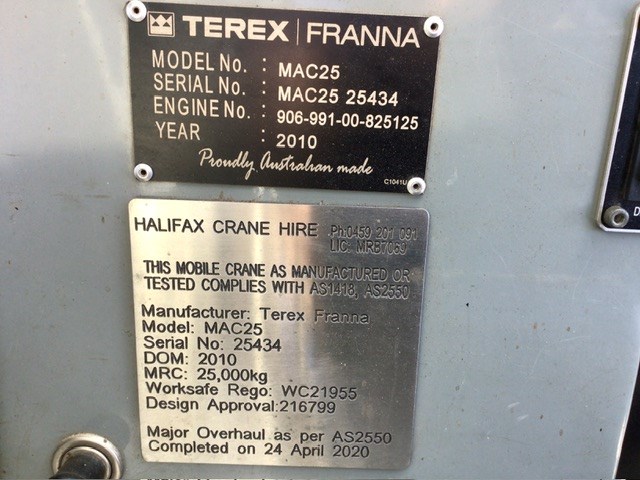 TEREX | FRANNA
MODEL No. : MAC25
SERIAL No. : MAC25 25434
ENGINE No. : 906-991-00-825125
YEAR : 2010
Proudly Australian made
C1041U
HALIFAX CRANE HIRE Ph:0459 201 091
LIC: MRB7069
THIS MOBILE CRANE AS MANUFACTURED OR
TESTED COMPLIES WITH AS1418, AS2550
Manufacturer: Terex Franna
Model: MAC25
Serial No: 25434
DOM: 2010
MRC: 25,000kg
Worksafe Rego: WC21955
Design Approval:216799
Major Overhaul as per AS2550
Completed on 24 April 2020